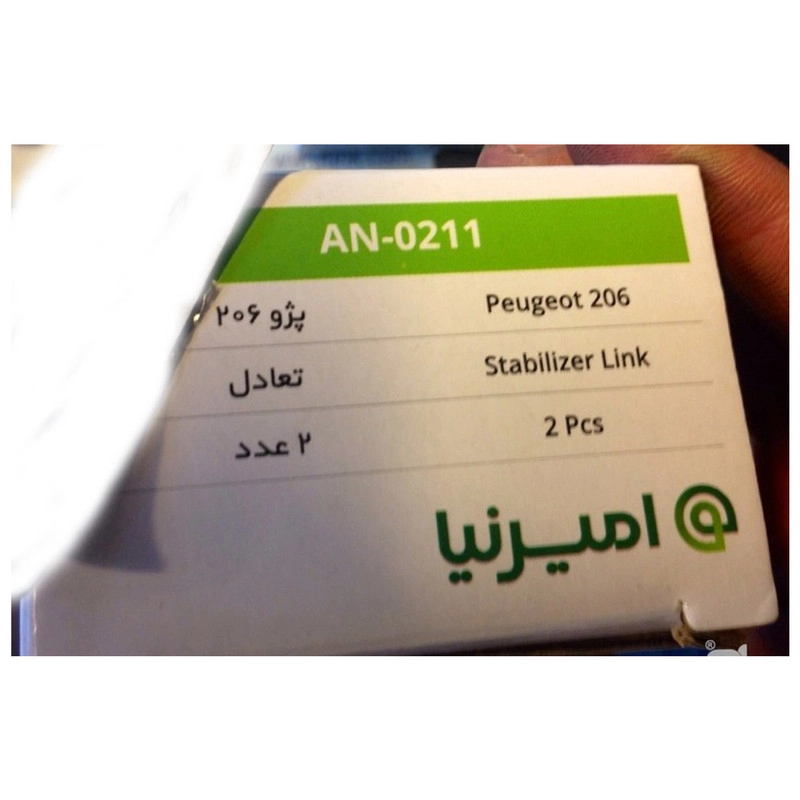 AN-0211
پژو ۲۰۶ Peugeot 206
تعادل Stabilizer Link
۲ عدد 2 Pcs
امیرنیا
®